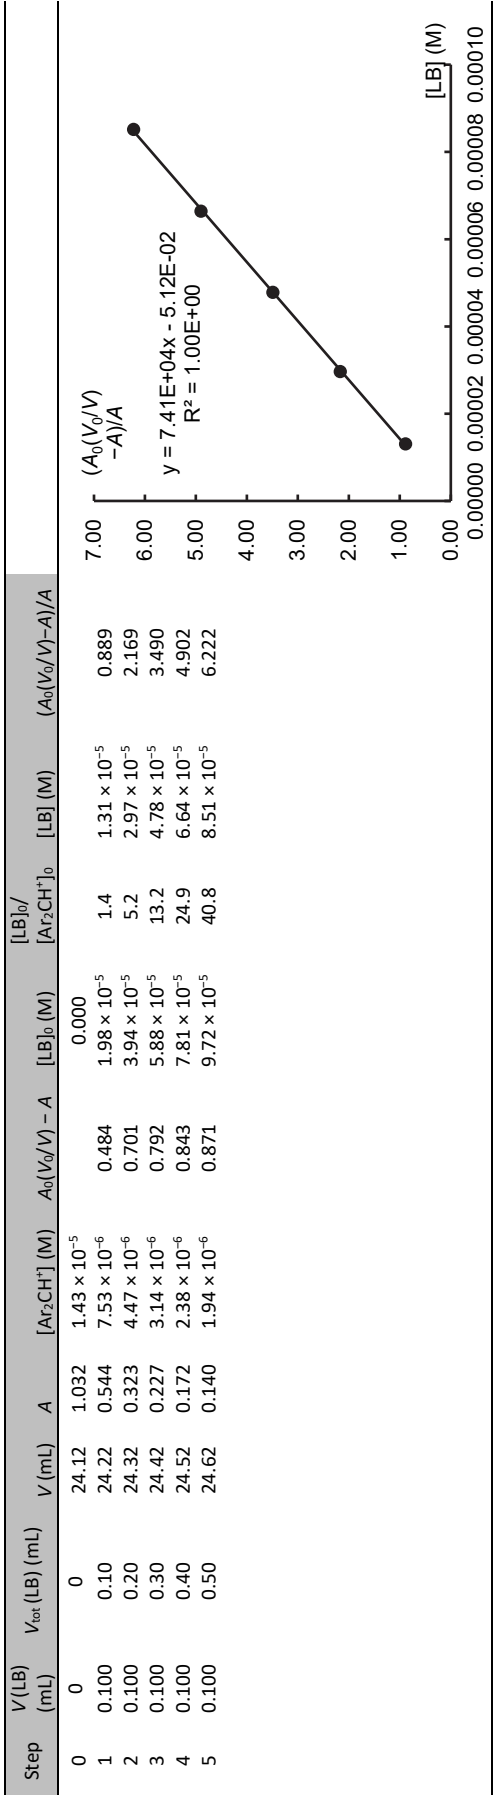 Step V (LB) (mL) Vtot (LB) (mL) V (mL) A [Ar₂CH⁺] (M) A₀(V₀/V) − A [LB]₀ (M) [LB]₀/[Ar₂CH⁺]₀ [LB] (M) (A₀(V₀/V)−A)/A
0 0 0 24.12 1.032 1.43 × 10⁻⁵ 0.000
1 0.100 0.10 24.22 0.544 7.53 × 10⁻⁶ 0.484 1.98 × 10⁻⁵ 1.4 1.31 × 10⁻⁵ 0.889
2 0.100 0.20 24.32 0.323 4.47 × 10⁻⁶ 0.701 3.94 × 10⁻⁵ 5.2 2.97 × 10⁻⁵ 2.169
3 0.100 0.30 24.42 0.227 3.14 × 10⁻⁶ 0.792 5.88 × 10⁻⁵ 13.2 4.78 × 10⁻⁵ 3.490
4 0.100 0.40 24.52 0.172 2.38 × 10⁻⁶ 0.843 7.81 × 10⁻⁵ 24.9 6.64 × 10⁻⁵ 4.902
5 0.100 0.50 24.62 0.140 1.94 × 10⁻⁶ 0.871 9.72 × 10⁻⁵ 40.8 8.51 × 10⁻⁵ 6.222
(A₀(V₀/V)
−A)/A
y = 7.41E+04x - 5.12E-02
R² = 1.00E+00
7.00
6.00
5.00
4.00
3.00
2.00
1.00
0.00
[LB] (M)
0.00000 0.00002 0.00004 0.00006 0.00008 0.00010